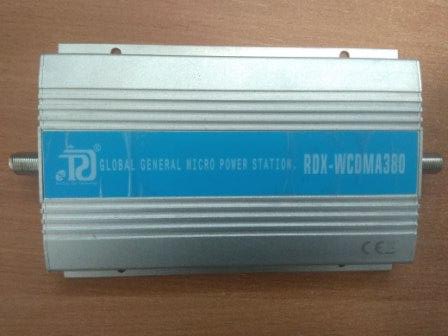 GLOBAL GENERAL MICRO POWER STATION. RDX-WCDMA380
CE